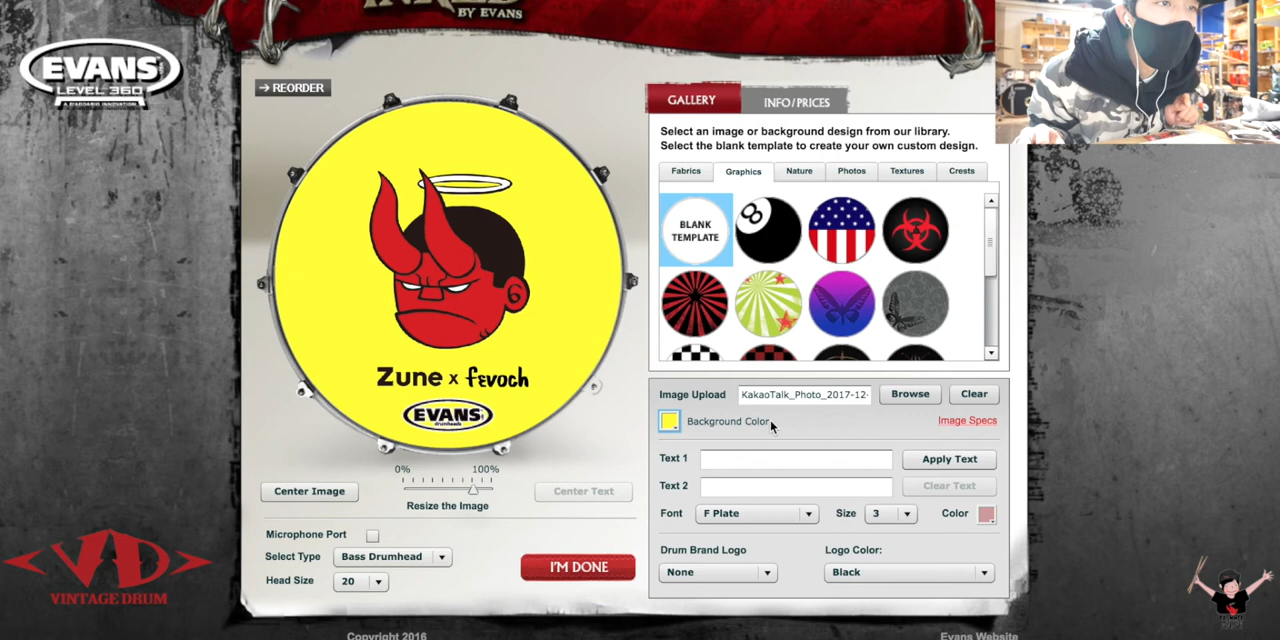 INKED
BY EVANS
EVANS
LEVEL 360
A D'ADDARIO INNOVATION
REORDER
GALLERY
INFO/PRICES
Select an image or background design from our library.
Select the blank template to create your own custom design.
Fabrics
Graphics
Nature
Photos
Textures
Crests
BLANK
TEMPLATE
8
Zune x fevoch
EVANS
drumheads
Image Upload
KakaoTalk_Photo_2017-12-
Browse
Clear
Background Color
Image Specs
Text 1
Apply Text
Text 2
Clear Text
Font
F Plate
Size
3
Color
Drum Brand Logo
Logo Color:
None
Black
0%
100%
Center Image
Center Text
Resize the Image
Microphone Port
Select Type
Bass Drumhead
I'M DONE
Head Size
20
VD
VINTAGE DRUM
Copyright 2016
Evans Website